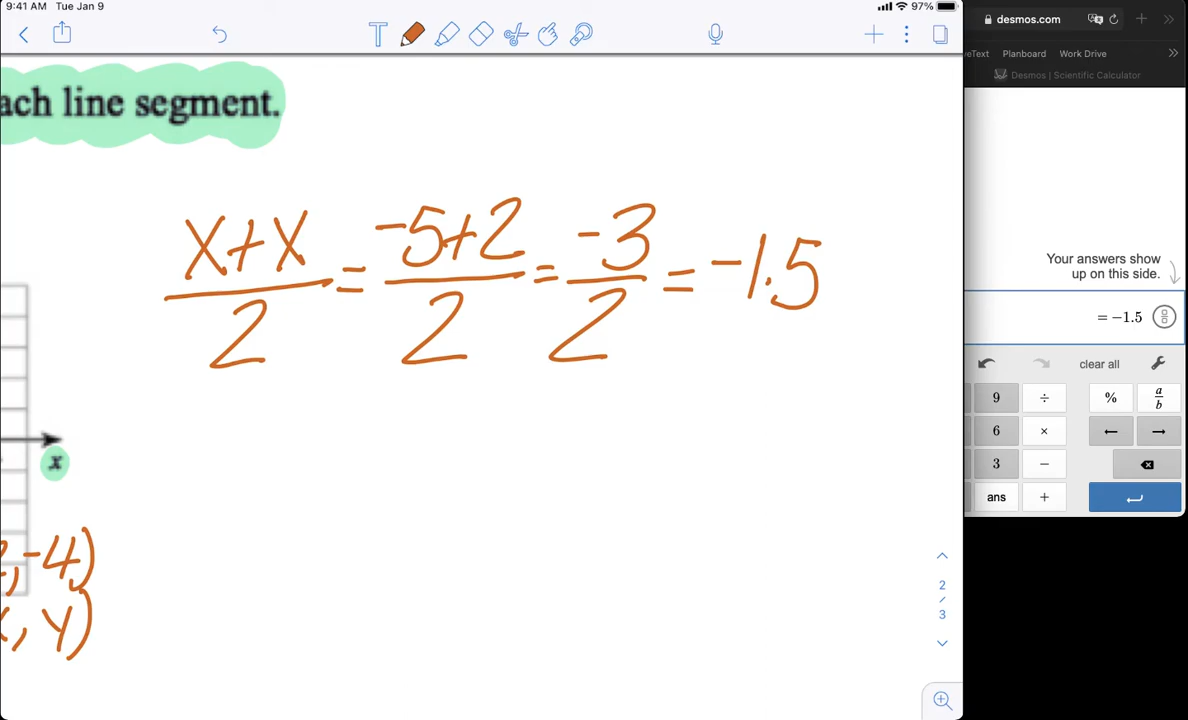 9:41 AM Tue Jan 9
97%
desmos.com
eText Planboard Work Drive
Desmos | Scientific Calculator
ach line segment.
x+x/2 = -5+2/2 = -3/2 = -1.5
Your answers show
up on this side.
= −1.5
clear all
9 ÷ % a/b
6 × ← →
3 −
ans +
x
, -4)
, y)
2
/
3